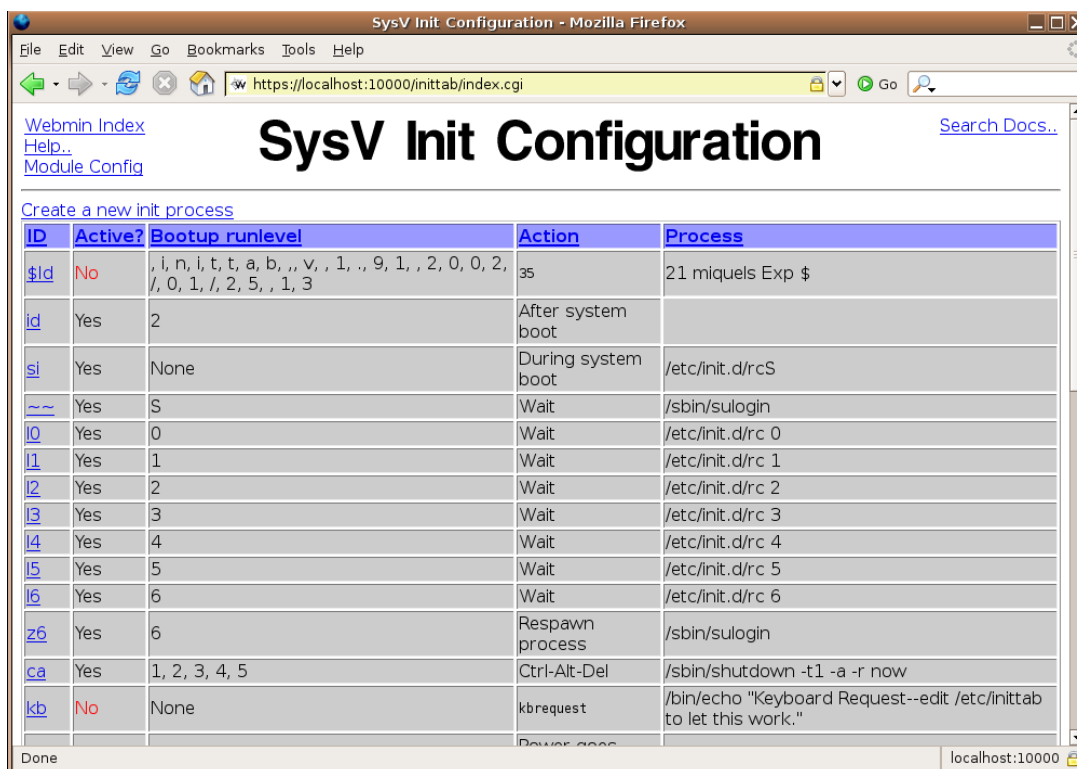 SysV Init Configuration - Mozilla Firefox
File Edit View Go Bookmarks Tools Help
https://localhost:10000/inittab/index.cgi Go
Webmin Index
Help..
Module Config
SysV Init Configuration
Search Docs..
Create a new init process
ID Active? Bootup runlevel Action Process
$Id No , i, n, i, t, t, a, b, ,, v, , 1, ., 9, 1, , 2, 0, 0, 2, 35 21 miquels Exp $
/, 0, 1, /, 2, 5, , 1, 3
id Yes 2 After system
boot
si Yes None During system
boot /etc/init.d/rcS
~~ Yes S Wait /sbin/sulogin
l0 Yes 0 Wait /etc/init.d/rc 0
l1 Yes 1 Wait /etc/init.d/rc 1
l2 Yes 2 Wait /etc/init.d/rc 2
l3 Yes 3 Wait /etc/init.d/rc 3
l4 Yes 4 Wait /etc/init.d/rc 4
l5 Yes 5 Wait /etc/init.d/rc 5
l6 Yes 6 Wait /etc/init.d/rc 6
z6 Yes 6 Respawn
process /sbin/sulogin
ca Yes 1, 2, 3, 4, 5 Ctrl-Alt-Del /sbin/shutdown -t1 -a -r now
kb No None kbrequest /bin/echo "Keyboard Request--edit /etc/inittab
to let this work."
Power goes
Done localhost:10000